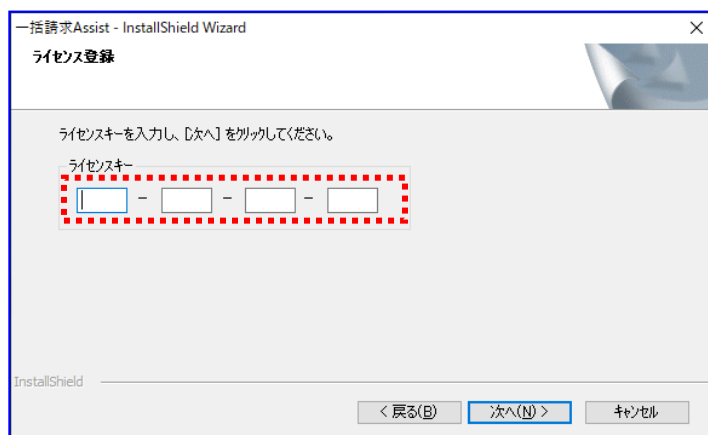 一括請求Assist - InstallShield Wizard
ライセンス登録
ライセンスキーを入力し、[次へ] をクリックしてください。
ライセンスキー
- - -
InstallShield
< 戻る(B) 次へ(N) > キャンセル